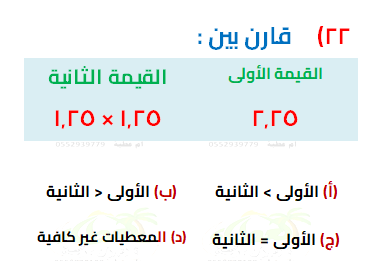 ٢٢) قارن بين :
القيمة الأولى القيمة الثانية
٢,٢٥ ١,٢٥ × ١,٢٥
(أ) الأولى > الثانية (ب) الأولى < الثانية
(ج) الأولى = الثانية (د) المعطيات غير كافية